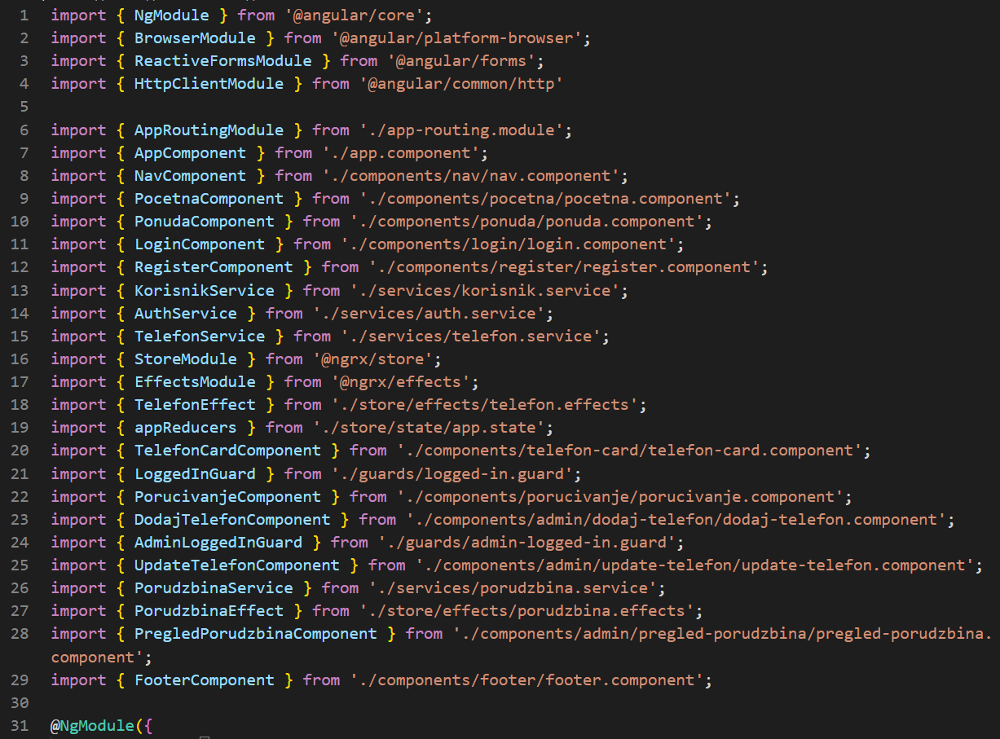 1 import { NgModule } from '@angular/core';
2 import { BrowserModule } from '@angular/platform-browser';
3 import { ReactiveFormsModule } from '@angular/forms';
4 import { HttpClientModule } from '@angular/common/http'
5
6 import { AppRoutingModule } from './app-routing.module';
7 import { AppComponent } from './app.component';
8 import { NavComponent } from './components/nav/nav.component';
9 import { PocetnaComponent } from './components/pocetna/pocetna.component';
10 import { PonudaComponent } from './components/ponuda/ponuda.component';
11 import { LoginComponent } from './components/login/login.component';
12 import { RegisterComponent } from './components/register/register.component';
13 import { KorisnikService } from './services/korisnik.service';
14 import { AuthService } from './services/auth.service';
15 import { TelefonService } from './services/telefon.service';
16 import { StoreModule } from '@ngrx/store';
17 import { EffectsModule } from '@ngrx/effects';
18 import { TelefonEffect } from './store/effects/telefon.effects';
19 import { appReducers } from './store/state/app.state';
20 import { TelefonCardComponent } from './components/telefon-card/telefon-card.component';
21 import { LoggedInGuard } from './guards/logged-in.guard';
22 import { PorucivanjeComponent } from './components/porucivanje/porucivanje.component';
23 import { DodajTelefonComponent } from './components/admin/dodaj-telefon/dodaj-telefon.component';
24 import { AdminLoggedInGuard } from './guards/admin-logged-in.guard';
25 import { UpdateTelefonComponent } from './components/admin/update-telefon/update-telefon.component';
26 import { PorudzbinaService } from './services/porudzbina.service';
27 import { PorudzbinaEffect } from './store/effects/porudzbina.effects';
28 import { PregledPorudzbinaComponent } from './components/admin/pregled-porudzbina/pregled-porudzbina.
component';
29 import { FooterComponent } from './components/footer/footer.component';
30
31 @NgModule({